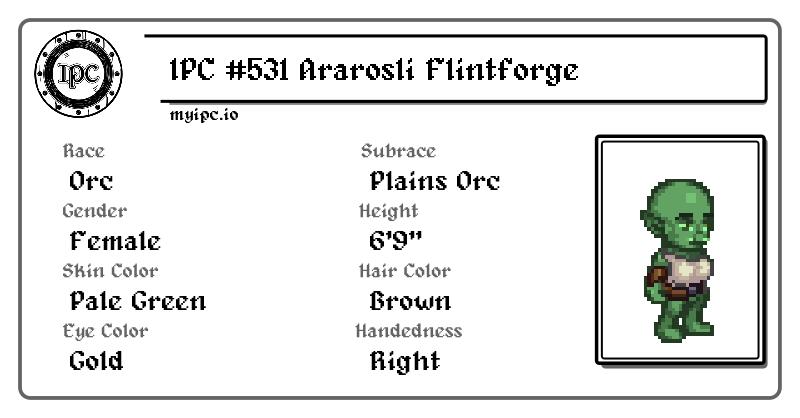 IPC
IPC #531 Ararosli Flintforge
myipc.io
Race
Orc
Subrace
Plains Orc
Gender
Female
Height
6'9"
Skin Color
Pale Green
Hair Color
Brown
Eye Color
Gold
Handedness
Right